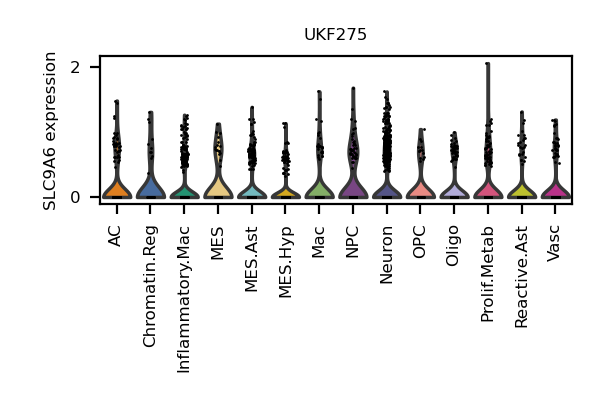 UKF275
SLC9A6 expression
2
0
AC
Chromatin.Reg
Inflammatory.Mac
MES
MES.Ast
MES.Hyp
Mac
NPC
Neuron
OPC
Oligo
Prolif.Metab
Reactive.Ast
Vasc